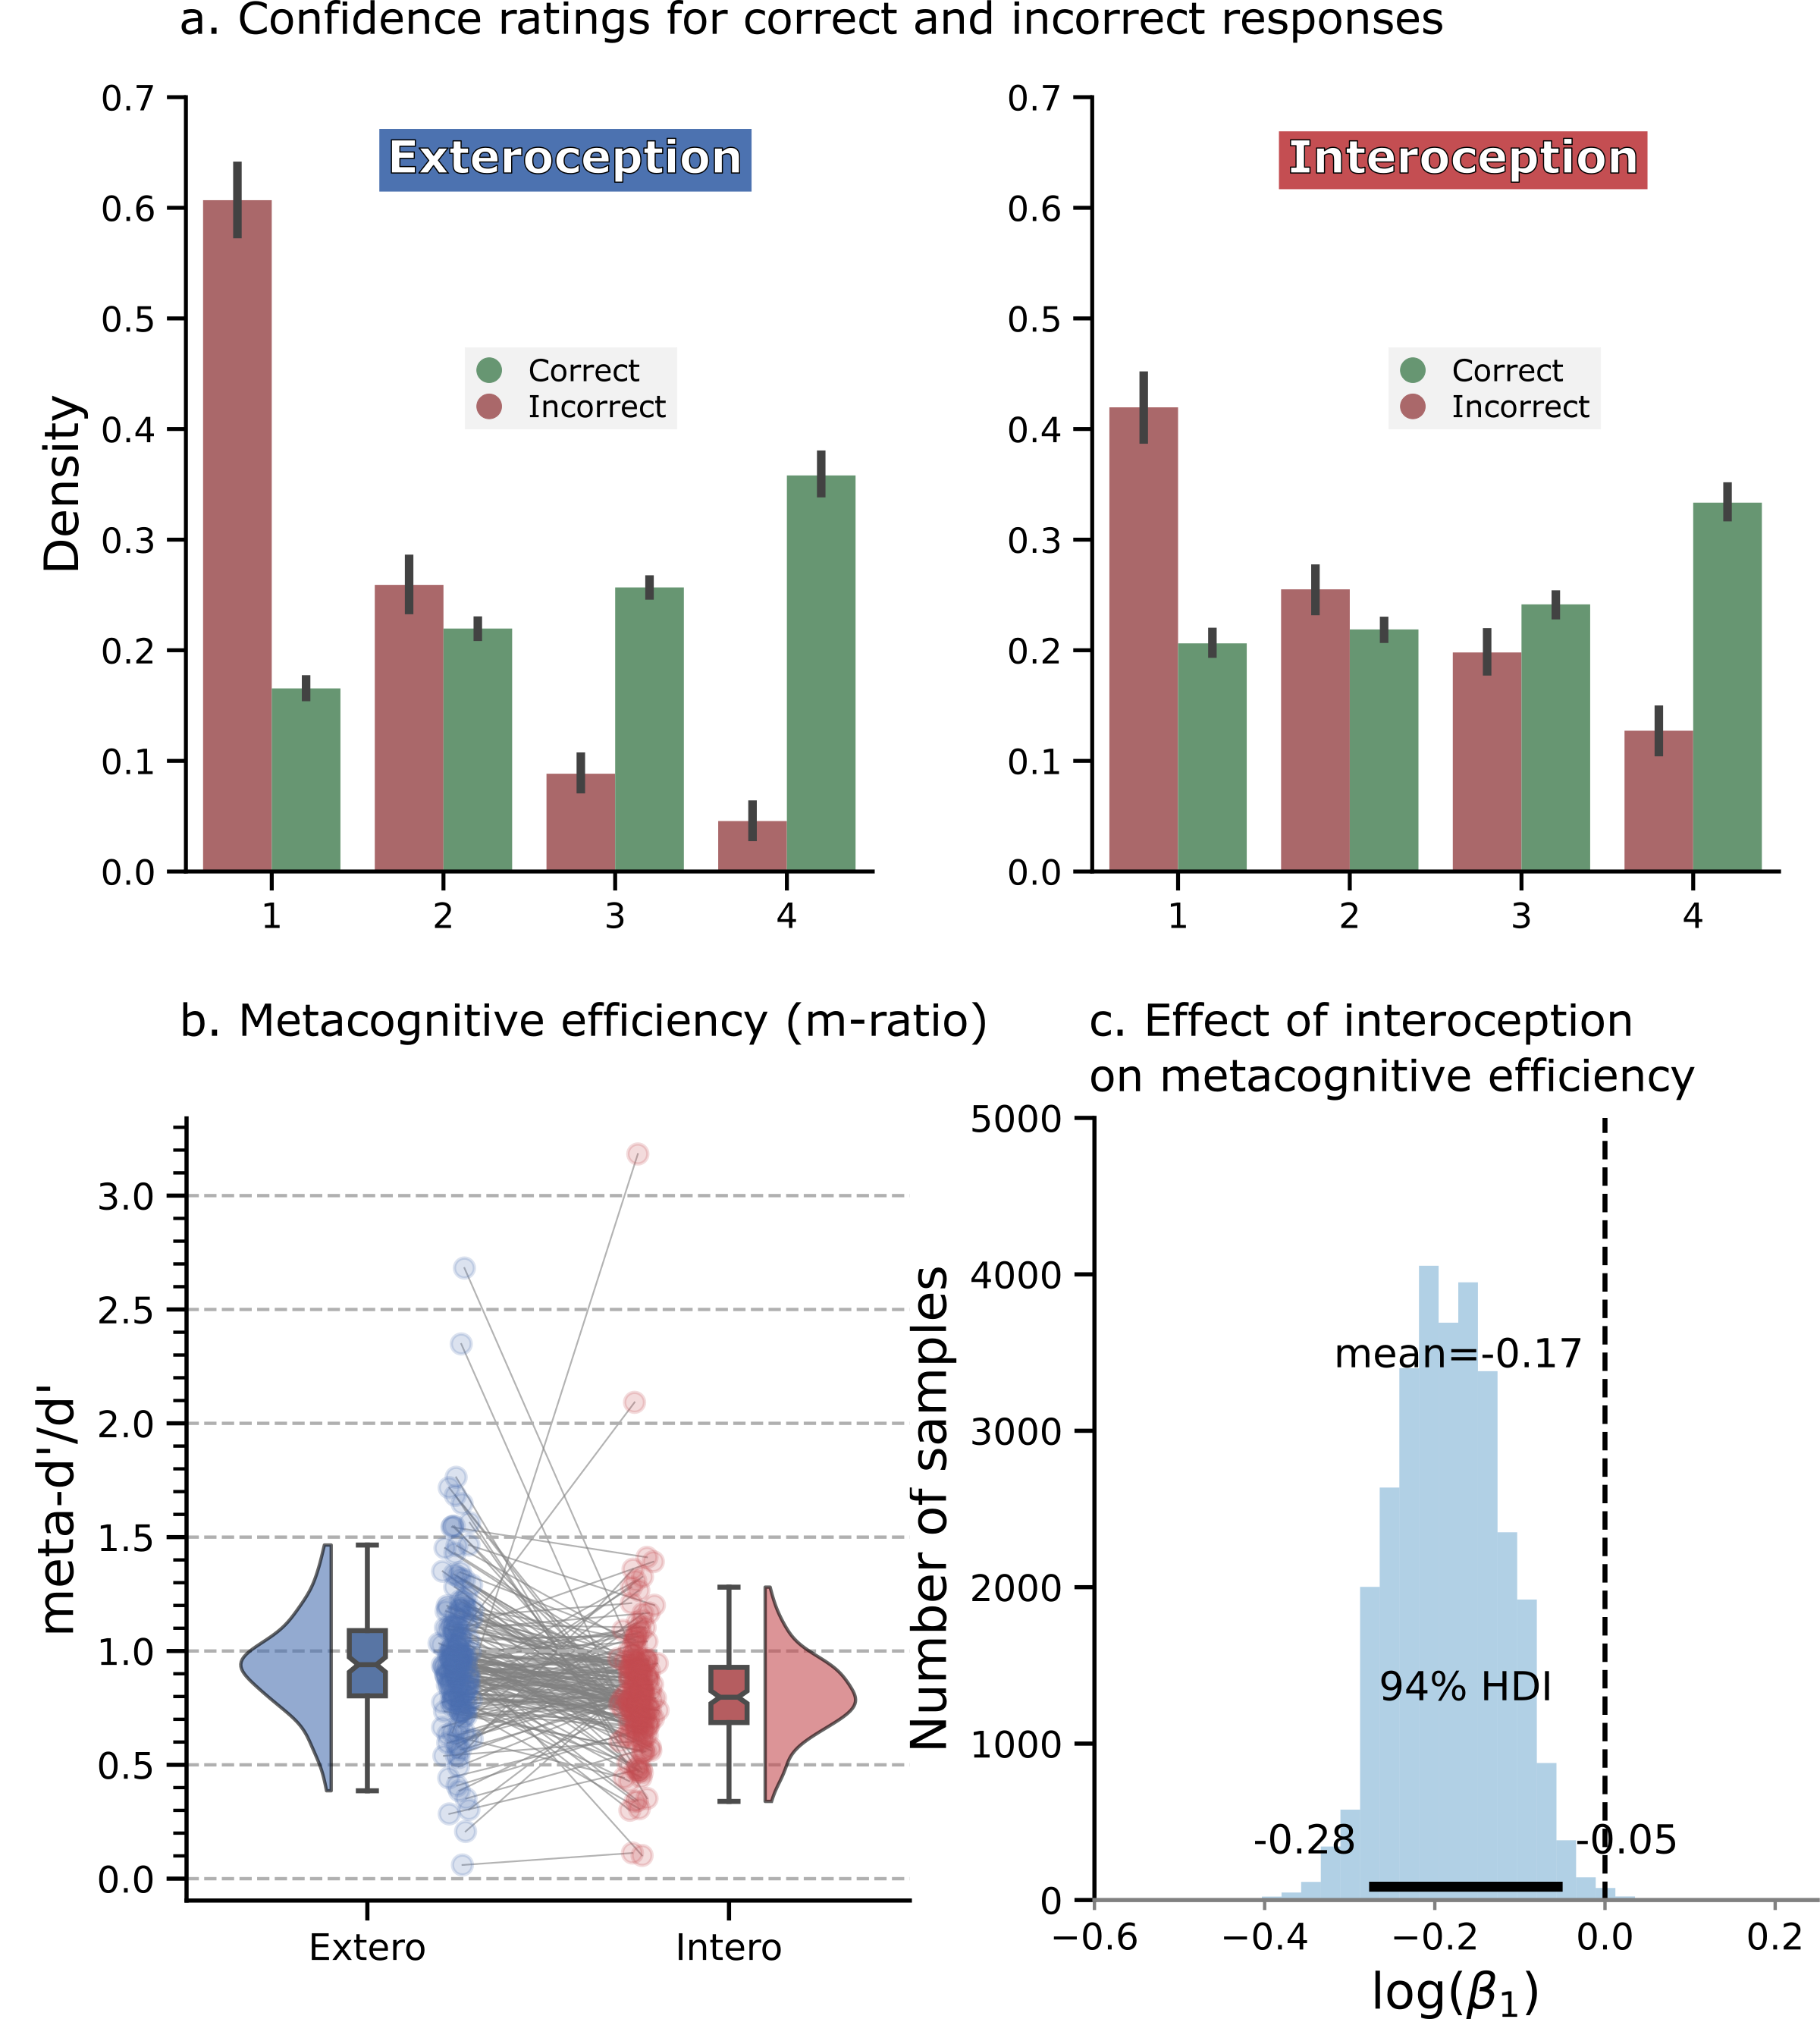 a. Confidence ratings for correct and incorrect responses
Density
0.7
0.6
0.5
0.4
0.3
0.2
0.1
0.0
Exteroception
Correct
Incorrect
1 2 3 4
0.7
0.6
0.5
0.4
0.3
0.2
0.1
0.0
Interoception
Correct
Incorrect
1 2 3 4
b. Metacognitive efficiency (m-ratio)
meta-d'/d'
3.0
2.5
2.0
1.5
1.0
0.5
0.0
Extero Intero
c. Effect of interoception
on metacognitive efficiency
Number of samples
5000
4000
3000
2000
1000
0
mean=-0.17
94% HDI
-0.28 -0.05
−0.6 −0.4 −0.2 0.0 0.2
log(β₁)